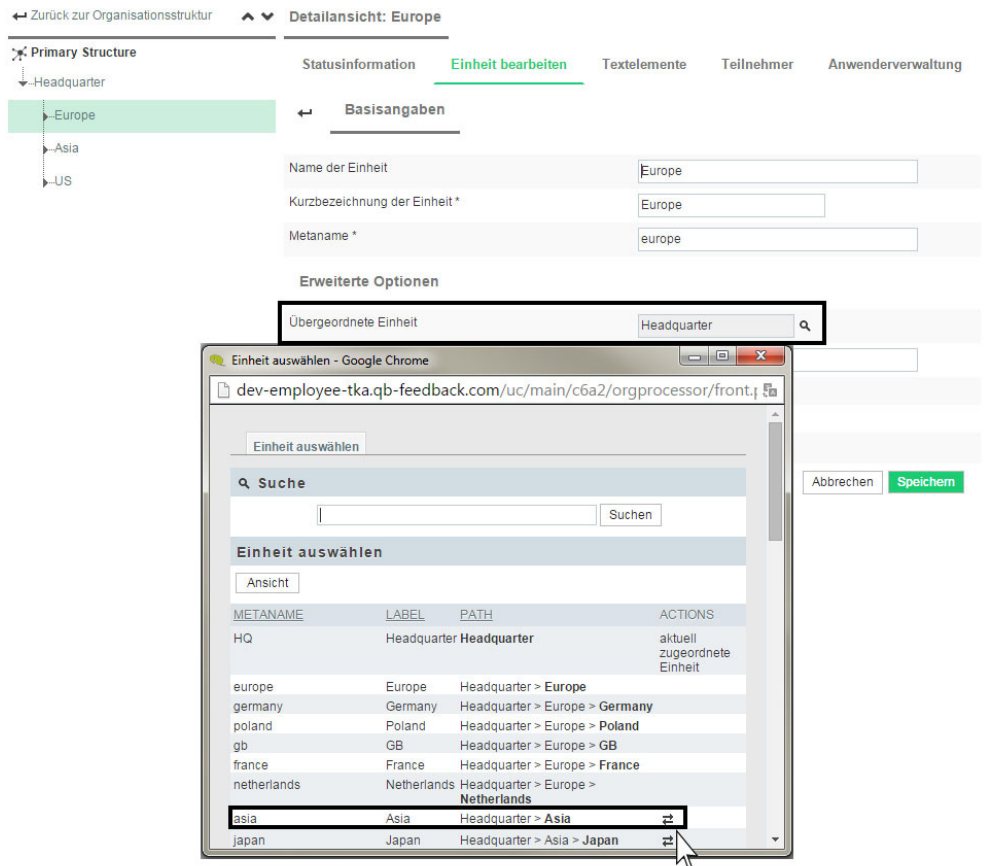 Zurück zur Organisationsstruktur
Detailansicht: Europe
Primary Structure
Headquarter
Europe
Asia
US
Statusinformation Einheit bearbeiten Textelemente Teilnehmer Anwenderverwaltung
Basisangaben
Name der Einheit Europe
Kurzbezeichnung der Einheit * Europe
Metaname * europe
Erweiterte Optionen
Übergeordnete Einheit Headquarter
Abbrechen Speichern
Einheit auswählen - Google Chrome
dev-employee-tka.qb-feedback.com/uc/main/c6a2/orgprocessor/front.
Einheit auswählen
Suche
Suchen
Einheit auswählen
Ansicht
METANAME LABEL PATH ACTIONS
HQ Headquarter Headquarter aktuell
zugeordnete
Einheit
europe Europe Headquarter > Europe
germany Germany Headquarter > Europe > Germany
poland Poland Headquarter > Europe > Poland
gb GB Headquarter > Europe > GB
france France Headquarter > Europe > France
netherlands Netherlands Headquarter > Europe >
Netherlands
asia Asia Headquarter > Asia
japan Japan Headquarter > Asia > Japan